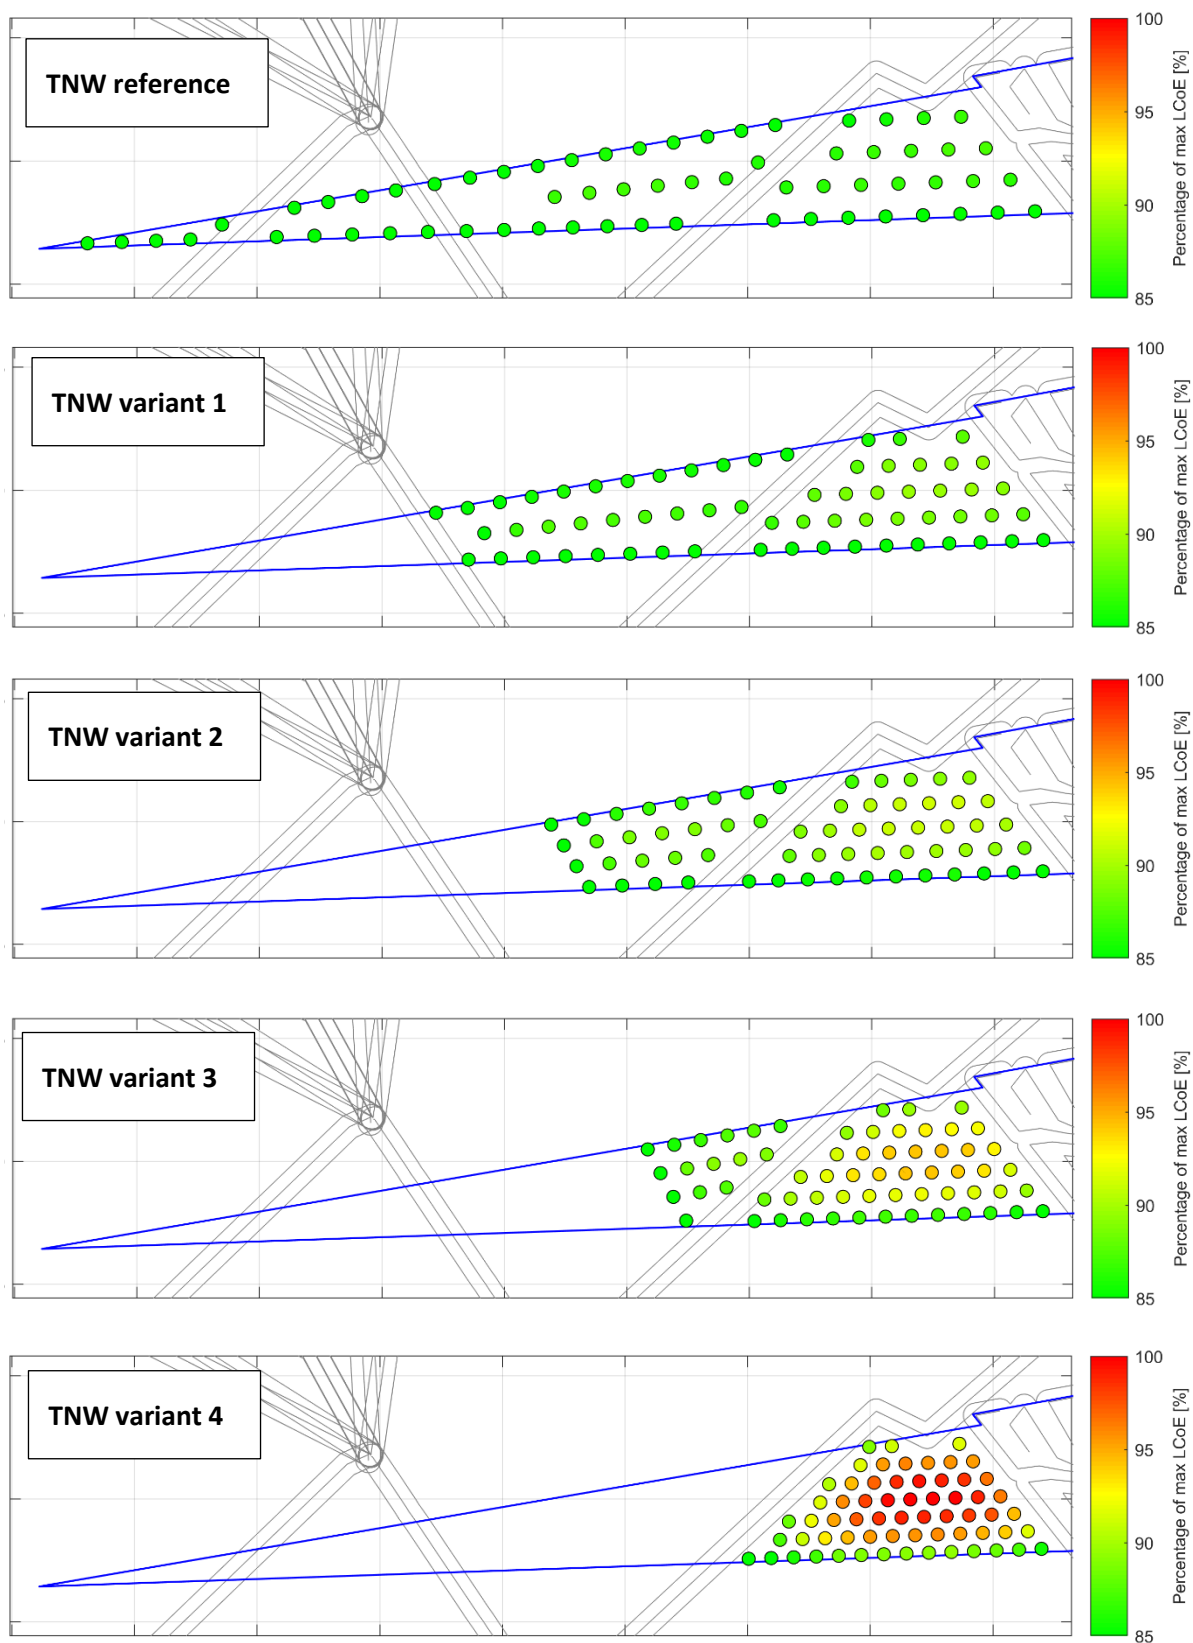 TNW reference
100
95
90
85
Percentage of max LCoE [%]
TNW variant 1
100
95
90
85
Percentage of max LCoE [%]
TNW variant 2
100
95
90
85
Percentage of max LCoE [%]
TNW variant 3
100
95
90
85
Percentage of max LCoE [%]
TNW variant 4
100
95
90
85
Percentage of max LCoE [%]